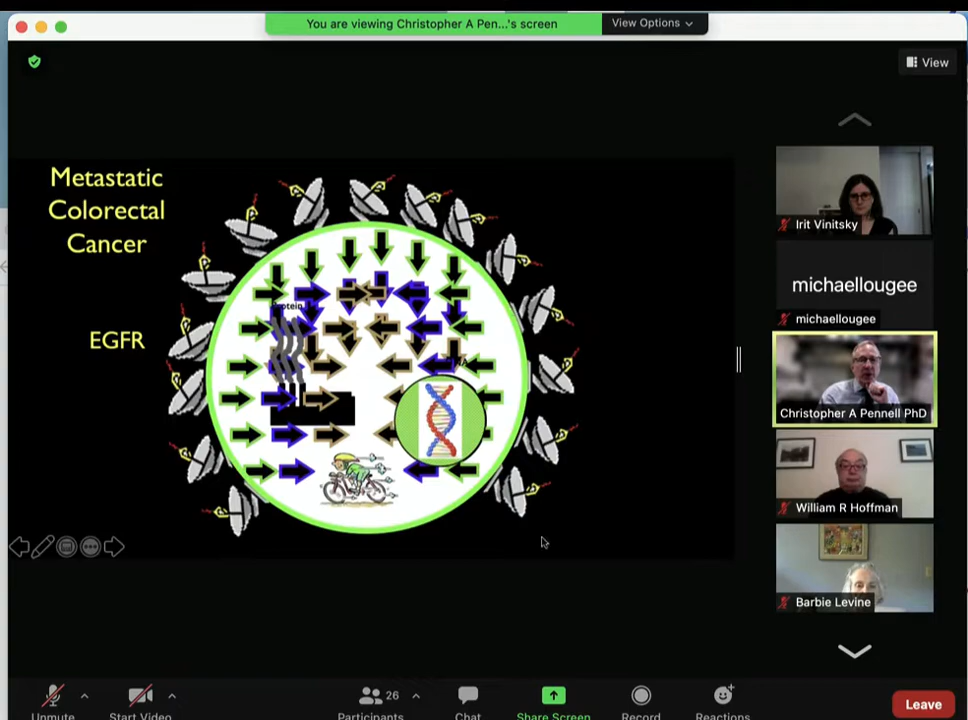 You are viewing Christopher A Pen...'s screen
View Options
View
Metastatic
Colorectal
Cancer
EGFR
Irit Vinitsky
michaellougee
michaellougee
Christopher A Pennell PhD
William R Hoffman
Barbie Levine
Unmute
Start Video
26
Participants
Chat
Share Screen
Record
Reactions
Leave